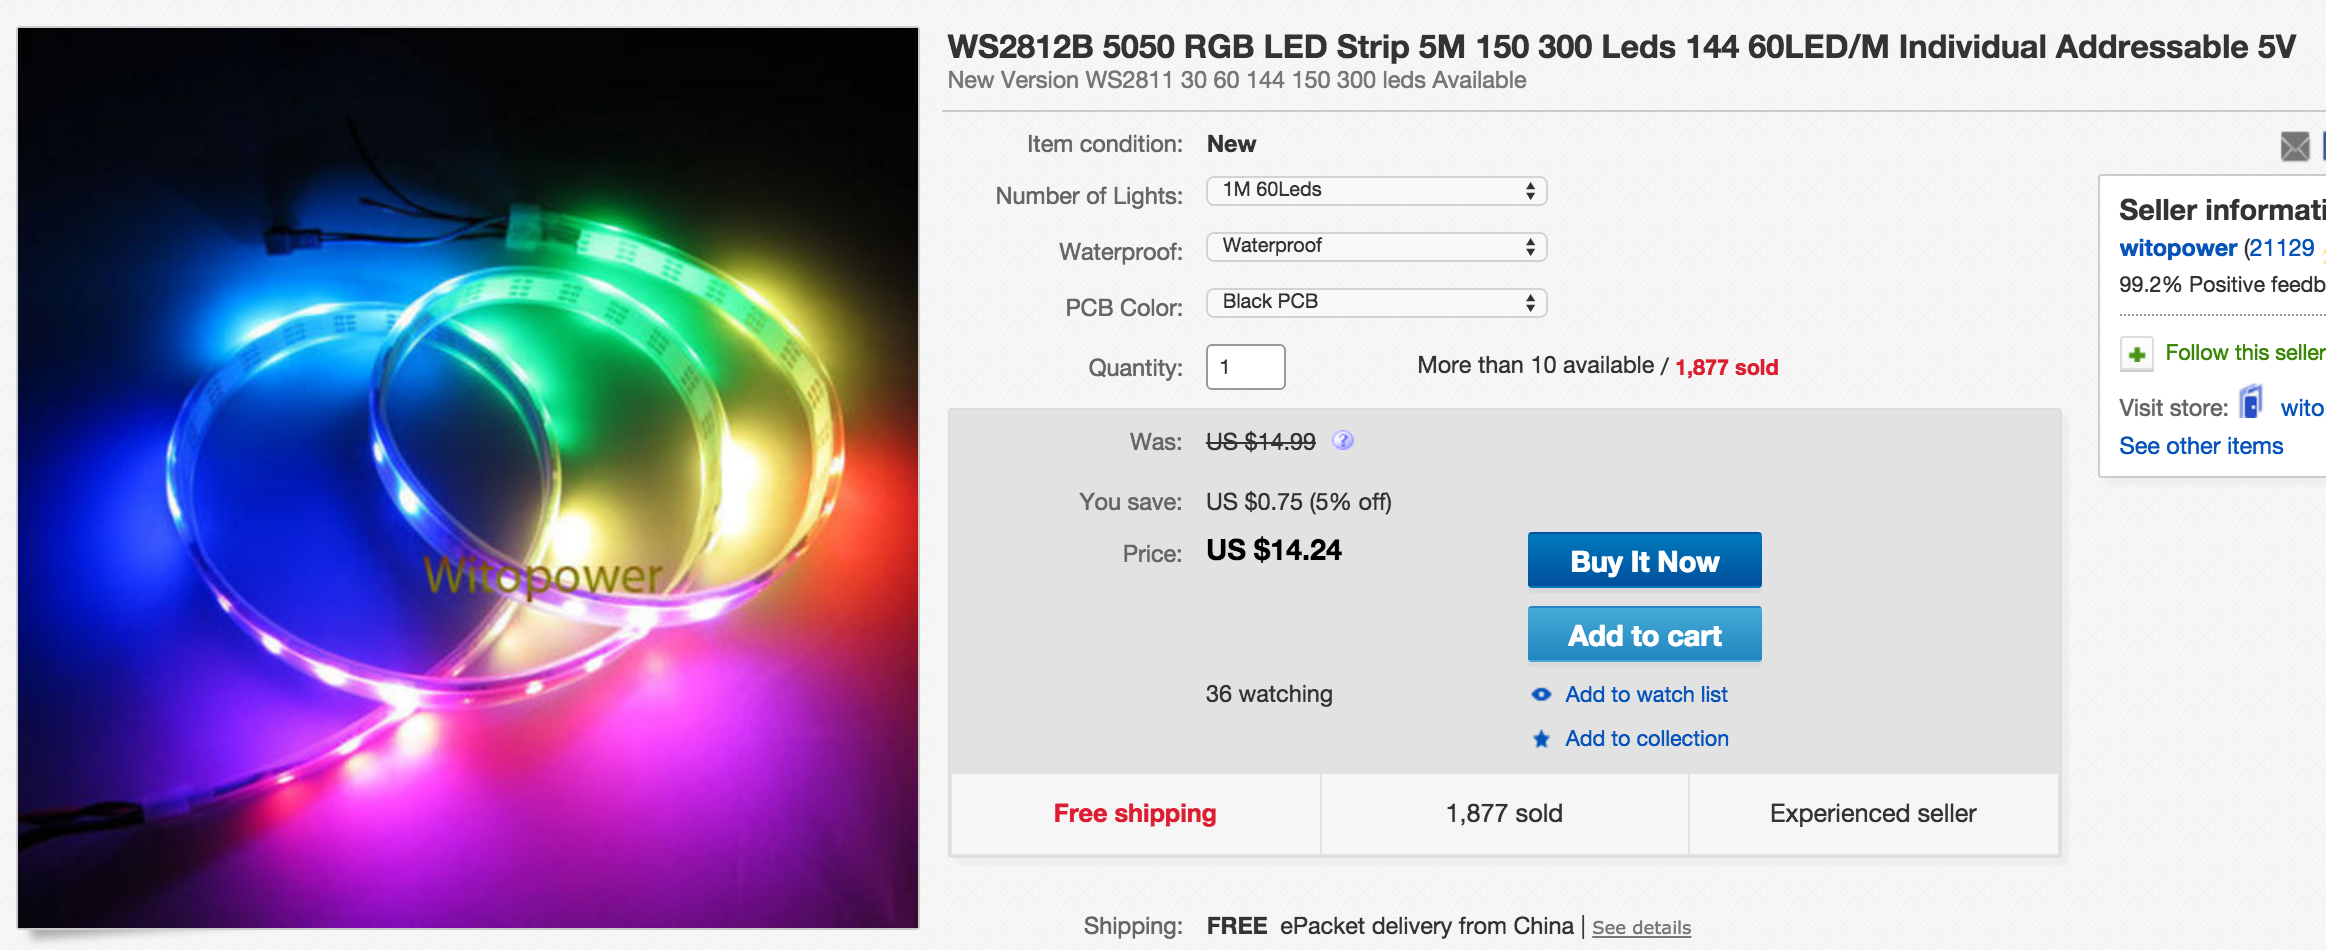 WS2812B 5050 RGB LED Strip 5M 150 300 Leds 144 60LED/M Individual Addressable 5V
New Version WS2811 30 60 144 150 300 leds Available
Item condition: New
Number of Lights: 1M 60Leds
Waterproof: Waterproof
PCB Color: Black PCB
Quantity: 1 More than 10 available / 1,877 sold
Was: US $14.99 ?
You save: US $0.75 (5% off)
Price: US $14.24
Buy It Now
Add to cart
36 watching
Add to watch list
Add to collection
Free shipping 1,877 sold Experienced seller
Shipping: FREE ePacket delivery from China | See details
Seller informati
witopower (21129
99.2% Positive feedb
Follow this seller
Visit store: wito
See other items
Witopower